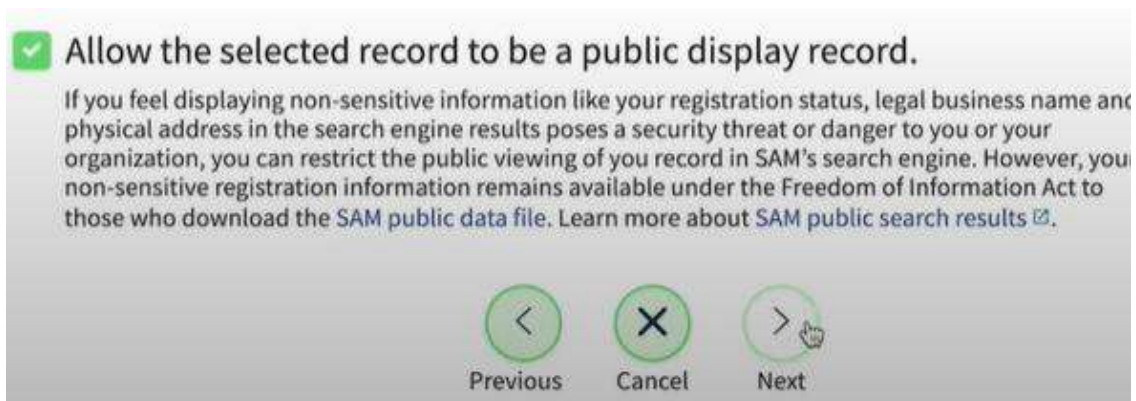 Allow the selected record to be a public display record.
If you feel displaying non-sensitive information like your registration status, legal business name and
physical address in the search engine results poses a security threat or danger to you or your
organization, you can restrict the public viewing of you record in SAM's search engine. However, your
non-sensitive registration information remains available under the Freedom of Information Act to
those who download the SAM public data file. Learn more about SAM public search results.
Previous Cancel Next